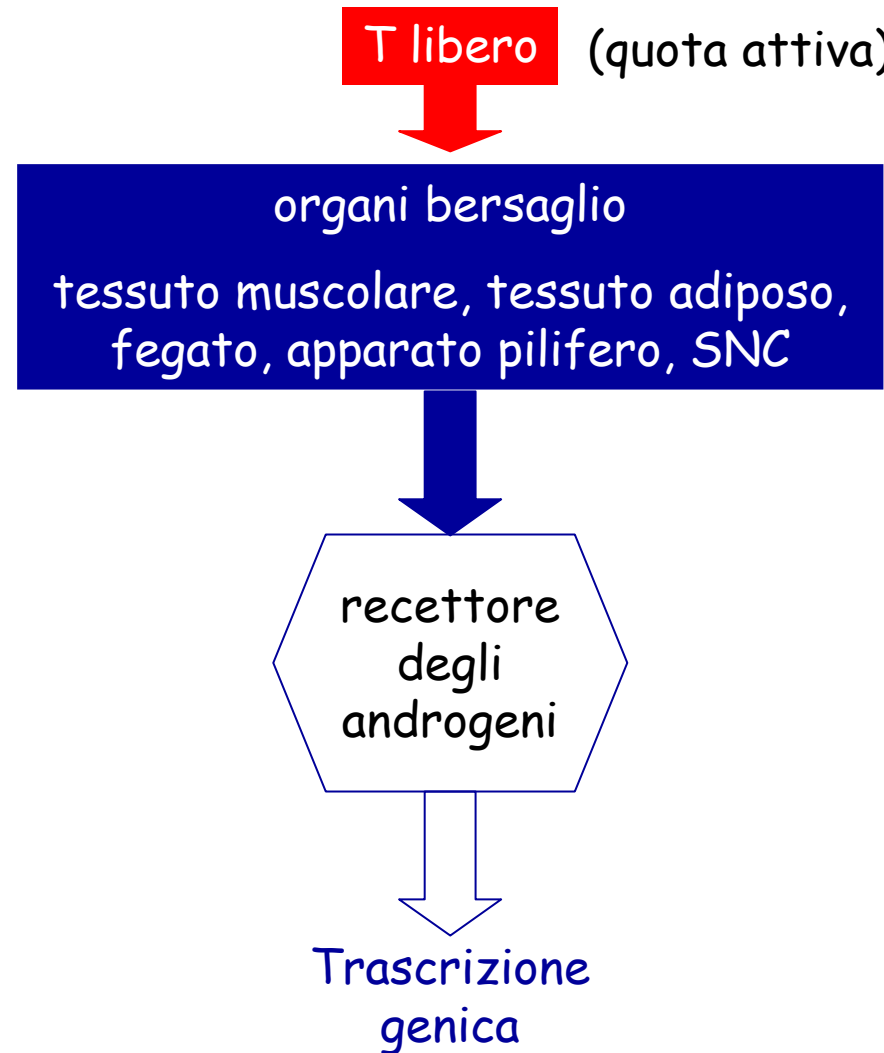 T libero (quota attiva)
organi bersaglio
tessuto muscolare, tessuto adiposo,
fegato, apparato pilifero, SNC
recettore
degli
androgeni
Trascrizione
genica